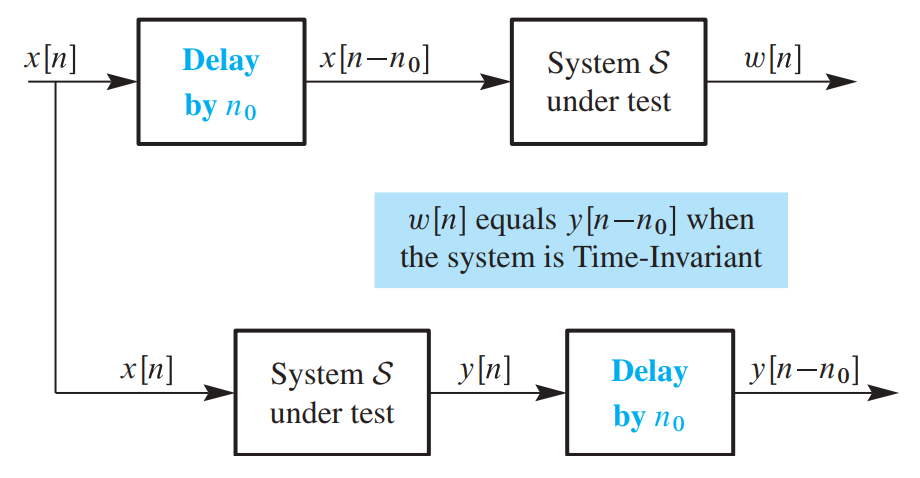 x[n]
Delay
by n₀
x[n−n₀]
System 𝒮
under test
w[n]
w[n] equals y[n−n₀] when
the system is Time-Invariant
x[n]
System 𝒮
under test
y[n]
Delay
by n₀
y[n−n₀]